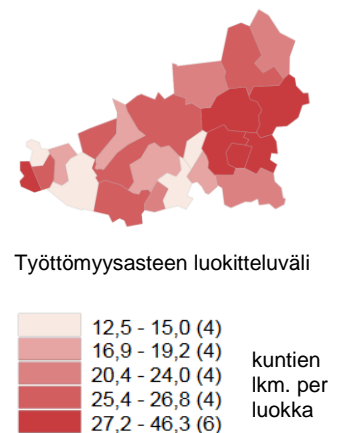 Työttömyysasteen luokitteluväli
12,5 - 15,0 (4)
16,9 - 19,2 (4)
20,4 - 24,0 (4)
25,4 - 26,8 (4)
27,2 - 46,3 (6)
kuntien
lkm. per
luokka